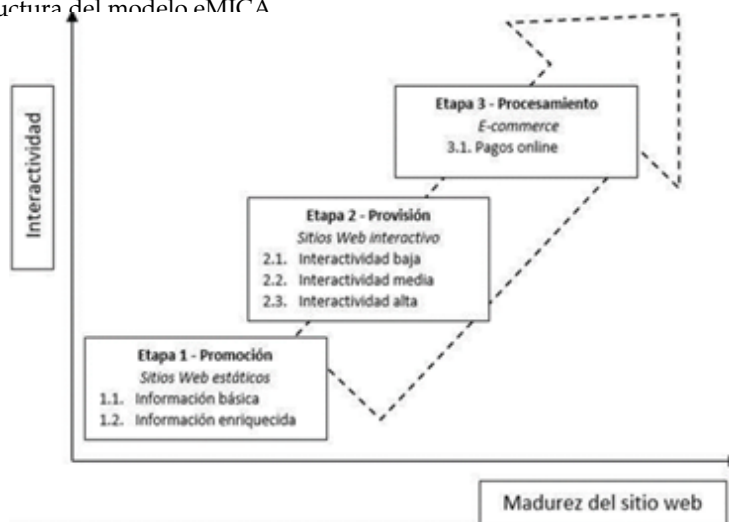 del modelo eMICA
Interactividad
Etapa 3 - Procesamiento
E-commerce
3.1. Pagos online
Etapa 2 - Provisión
Sitios Web interactivo
2.1. Interactividad baja
2.2. Interactividad media
2.3. Interactividad alta
Etapa 1 - Promoción
Sitios Web estáticos
1.1. Información básica
1.2. Información enriquecida
Madurez del sitio web